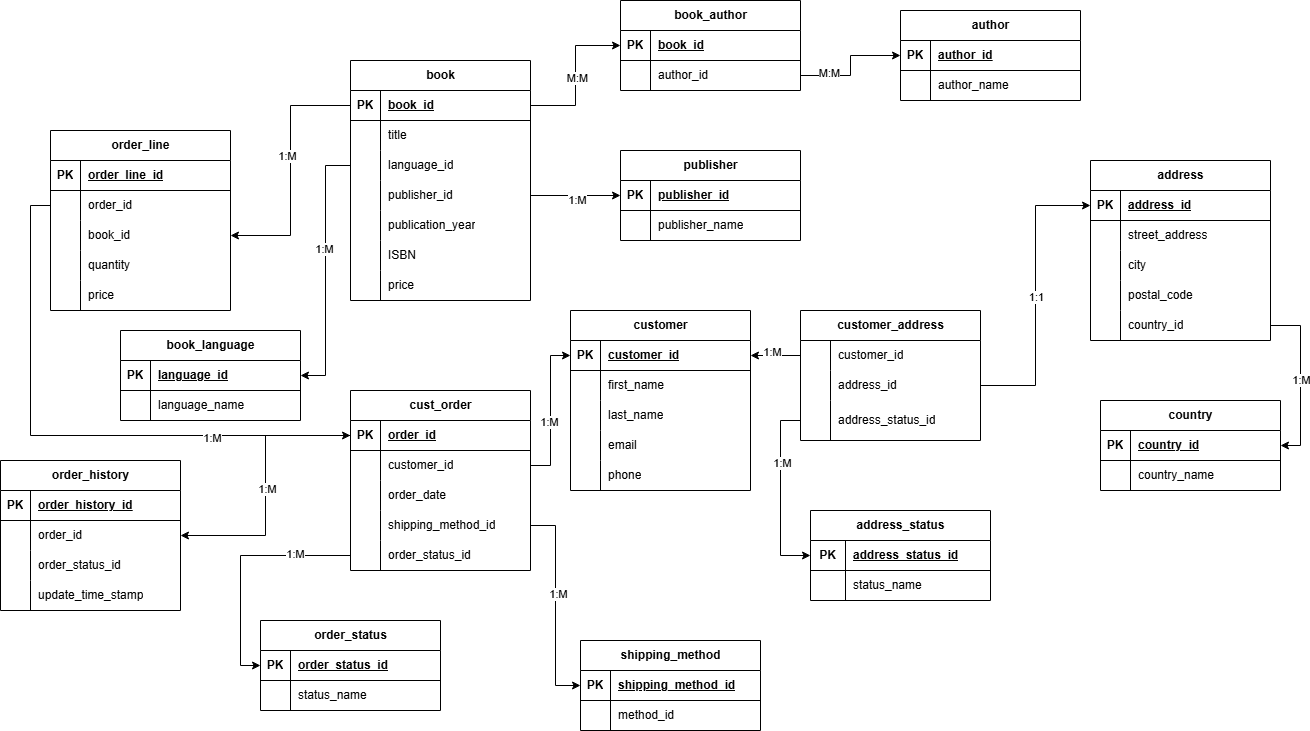 book_author
PK book_id
author_id
author
PK author_id
author_name
book
PK book_id
title
language_id
publisher_id
publication_year
ISBN
price
M:M
M:M
order_line
PK order_line_id
order_id
book_id
quantity
price
1:M
1:M
1:M
publisher
PK publisher_id
publisher_name
address
PK address_id
street_address
city
postal_code
country_id
1:1
book_language
PK language_id
language_name
customer
PK customer_id
first_name
last_name
email
phone
1:M
customer_address
customer_id
address_id
address_status_id
1:M
country
PK country_id
country_name
cust_order
PK order_id
customer_id
order_date
shipping_method_id
order_status_id
1:M
1:M
1:M
1:M
order_history
PK order_history_id
order_id
order_status_id
update_time_stamp
1:M
address_status
PK address_status_id
status_name
1:M
1:M
order_status
PK order_status_id
status_name
shipping_method
PK shipping_method_id
method_id